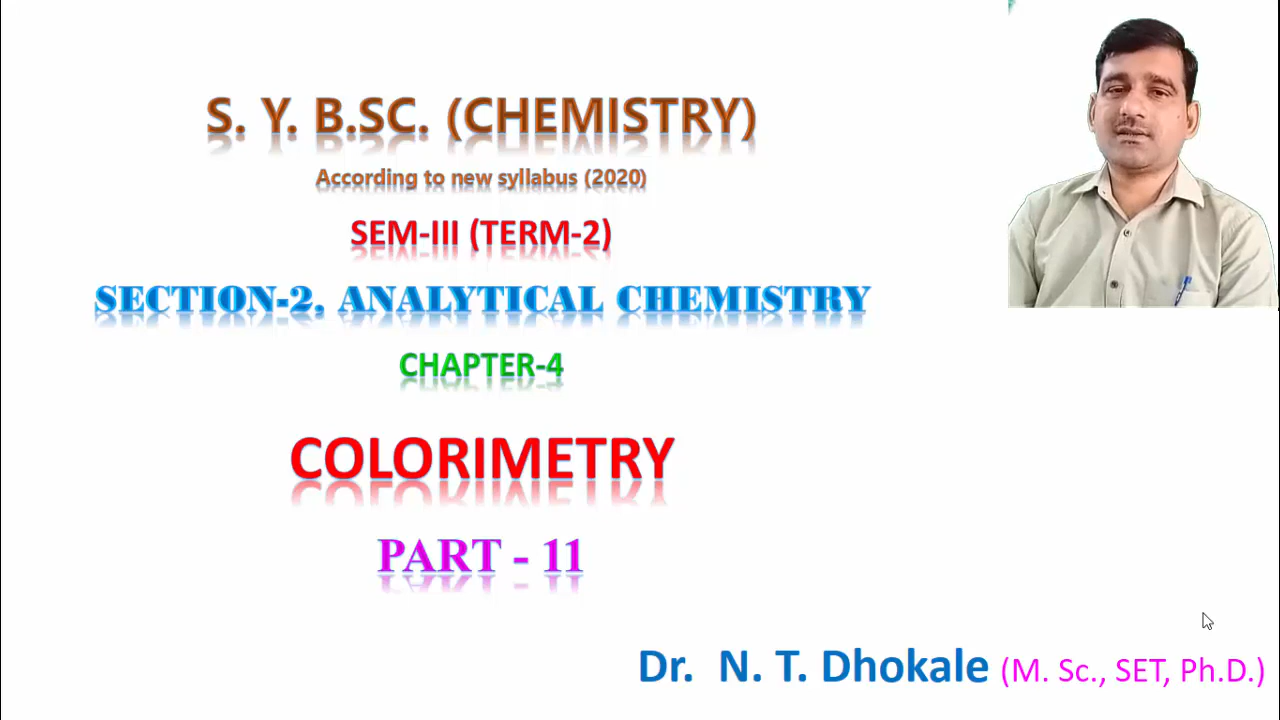 S. Y. B.SC. (CHEMISTRY)
According to new syllabus (2020)
SEM-III (TERM-2)
SECTION-2. ANALYTICAL CHEMISTRY
CHAPTER-4
COLORIMETRY
PART - 11
Dr. N. T. Dhokale (M. Sc., SET, Ph.D.)